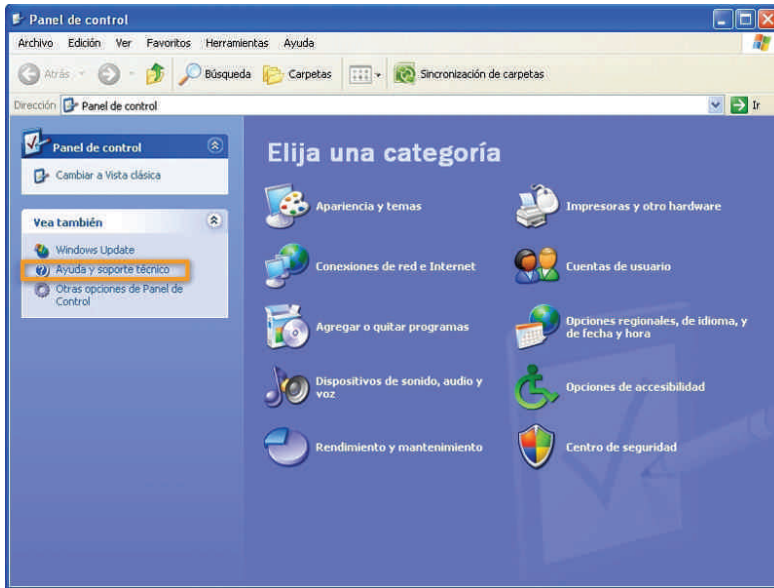 Panel de control
Archivo Edición Ver Favoritos Herramientas Ayuda
Atrás Búsqueda Carpetas Sincronización de carpetas
Dirección Panel de control Ir
Panel de control
Cambiar a Vista clásica
Vea también
Windows Update
Ayuda y soporte técnico
Otras opciones de Panel de
Control
Elija una categoría
Apariencia y temas
Impresoras y otro hardware
Conexiones de red e Internet
Cuentas de usuario
Agregar o quitar programas
Opciones regionales, de idioma, y
de fecha y hora
Dispositivos de sonido, audio y
voz
Opciones de accesibilidad
Rendimiento y mantenimiento
Centro de seguridad